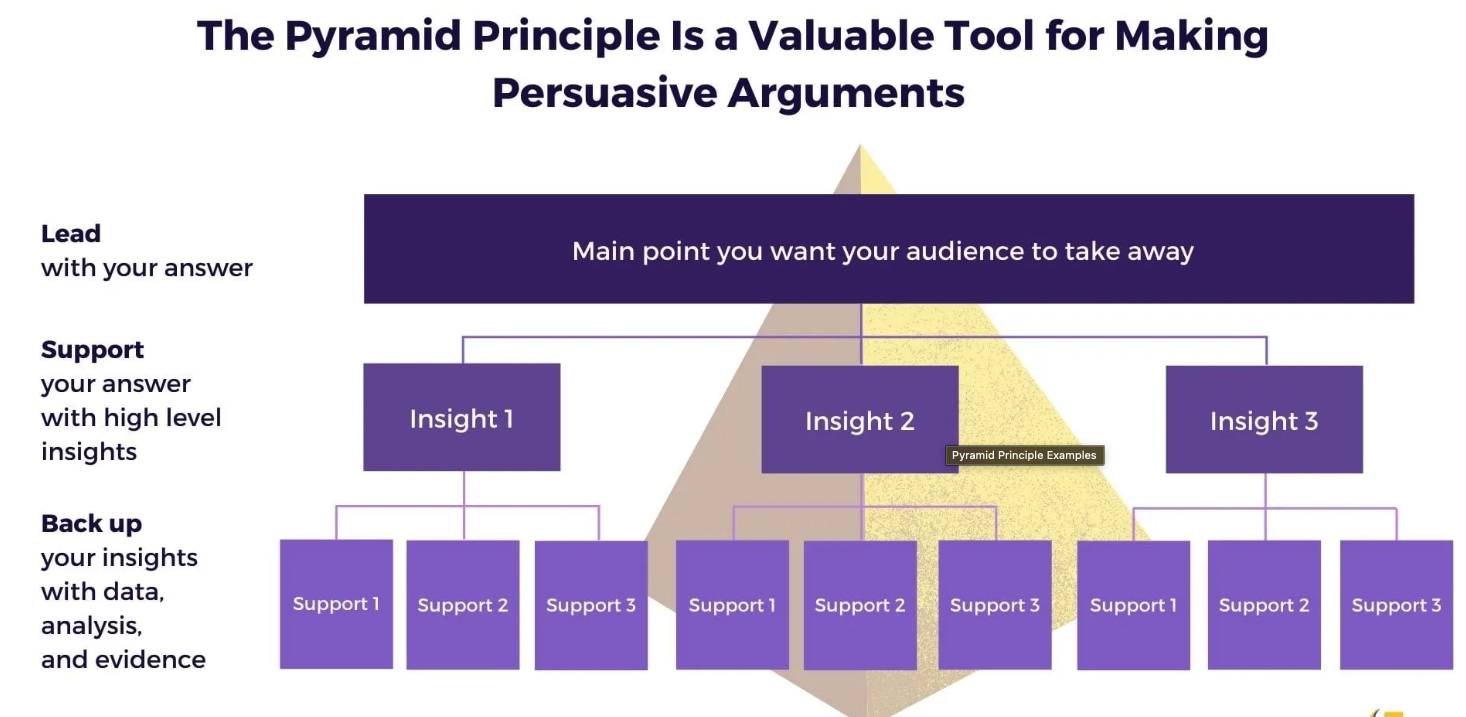 The Pyramid Principle Is a Valuable Tool for Making
Persuasive Arguments
Lead
with your answer
Main point you want your audience to take away
Support
your answer
with high level
insights
Insight 1
Insight 2
Insight 3
Pyramid Principle Examples
Back up
your insights
with data,
analysis,
and evidence
Support 1
Support 2
Support 3
Support 1
Support 2
Support 3
Support 1
Support 2
Support 3